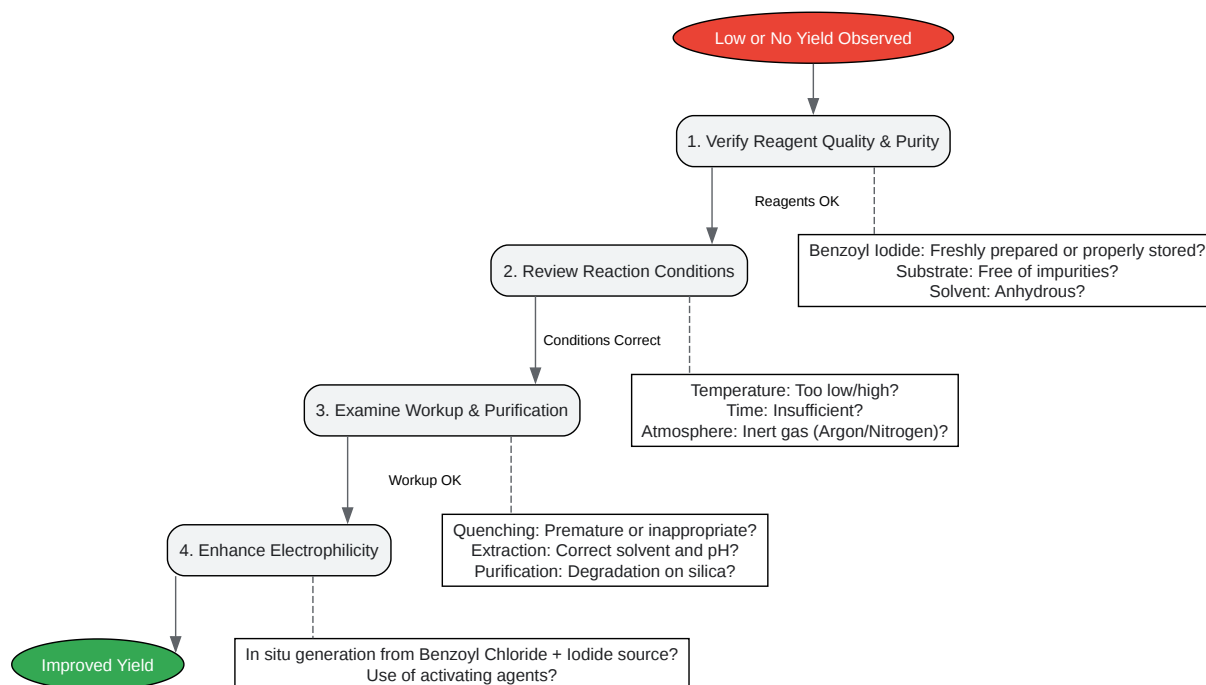 Low or No Yield Observed
1. Verify Reagent Quality & Purity
Reagents OK
Benzoyl Iodide: Freshly prepared or properly stored?
Substrate: Free of impurities?
Solvent: Anhydrous?
2. Review Reaction Conditions
Conditions Correct
Temperature: Too low/high?
Time: Insufficient?
Atmosphere: Inert gas (Argon/Nitrogen)?
3. Examine Workup & Purification
Workup OK
Quenching: Premature or inappropriate?
Extraction: Correct solvent and pH?
Purification: Degradation on silica?
4. Enhance Electrophilicity
In situ generation from Benzoyl Chloride + Iodide source?
Use of activating agents?
Improved Yield